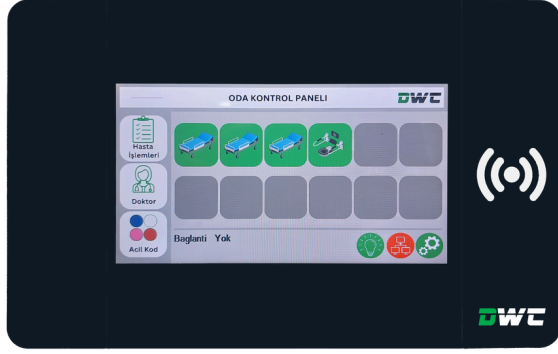 ODA KONTROL PANELI
DWC
Hasta
İşlemleri
Doktor
Acil Kod
Baglanti Yok
DWC